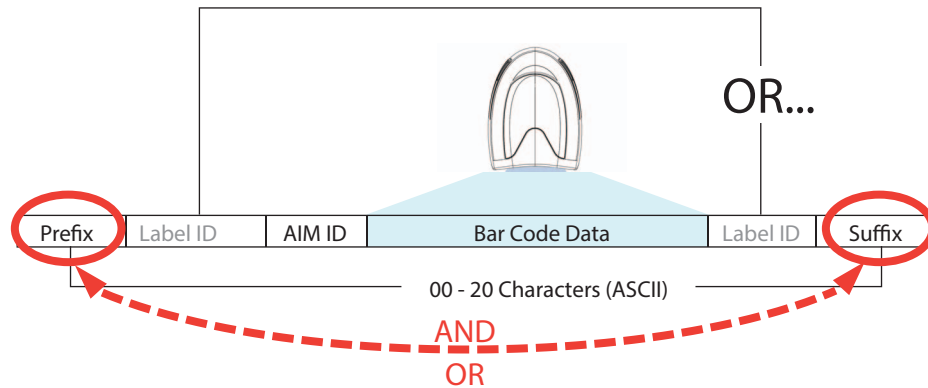 OR...
Prefix Label ID AIM ID Bar Code Data Label ID Suffix
00 - 20 Characters (ASCII)
AND
OR